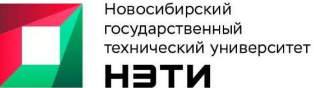 Новосибирский
государственный
технический университет
НЭТИ